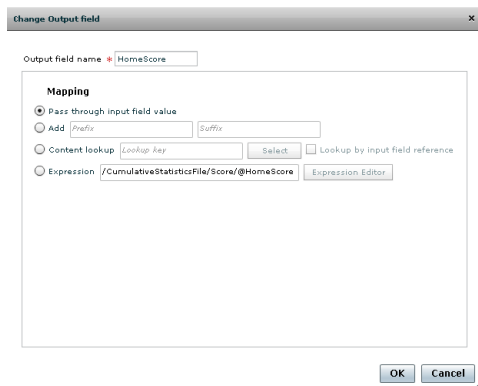 Change Output field ×
Output field name * HomeScore
Mapping
Pass through input field value
Add Prefix Suffix
Content lookup Lookup key Select Lookup by input field reference
Expression /CumulativeStatisticsFile/Score/@HomeScore Expression Editor
OK Cancel